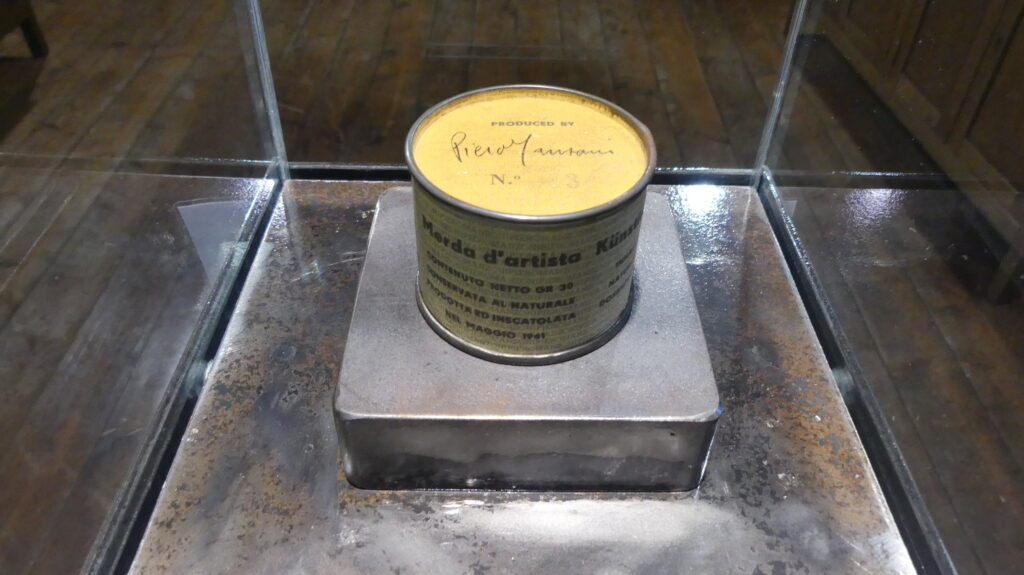 PRODUCED BY
Piero Manzoni
N.º 3
Merda d'artista
CONTENUTO NETTO GR 30
CONSERVATA AL NATURALE
PRODOTTA ED INSCATOLATA
NEL MAGGIO 1961